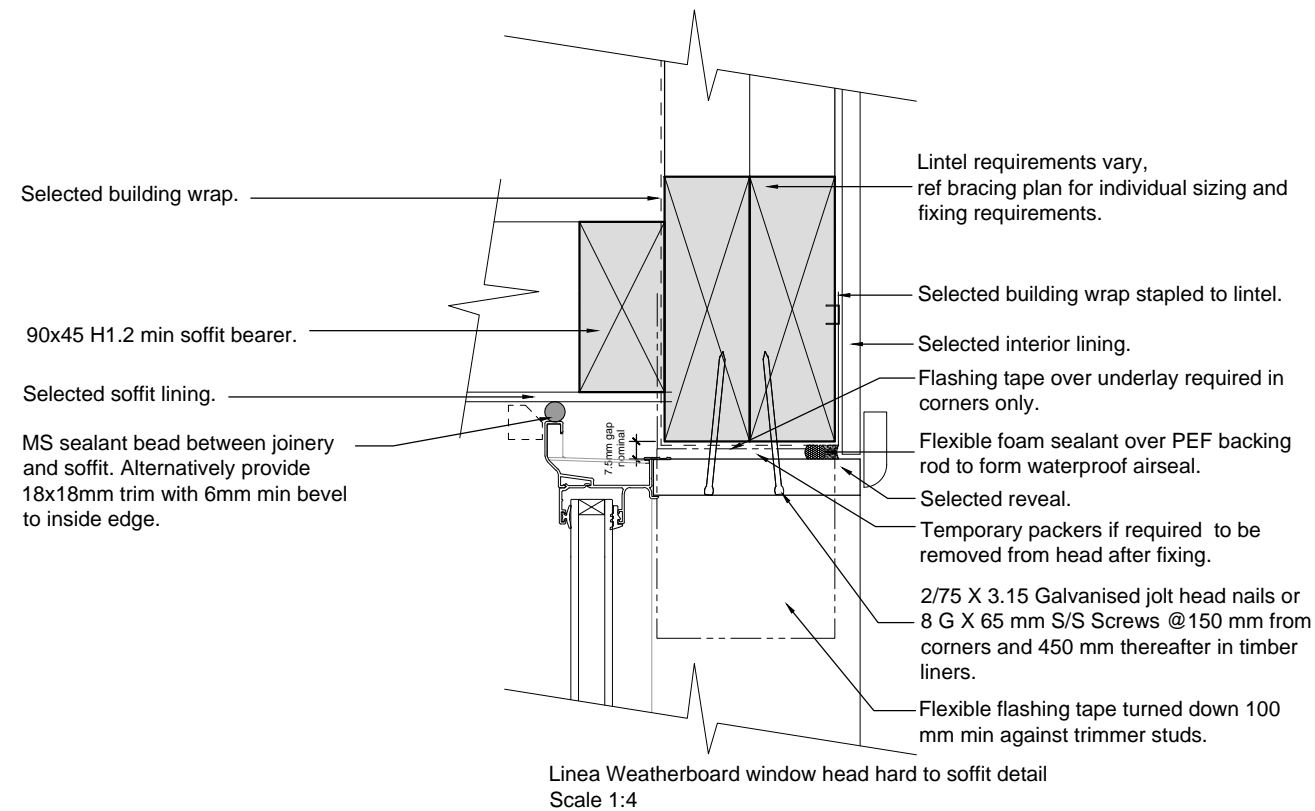 Selected building wrap.
90x45 H1.2 min soffit bearer.
Selected soffit lining.
MS sealant bead between joinery
and soffit. Alternatively provide
18x18mm trim with 6mm min bevel
to inside edge.
7.5mm gap
nominal
Lintel requirements vary,
ref bracing plan for individual sizing and
fixing requirements.
Selected building wrap stapled to lintel.
Selected interior lining.
Flashing tape over underlay required in
corners only.
Flexible foam sealant over PEF backing
rod to form waterproof airseal.
Selected reveal.
Temporary packers if required to be
removed from head after fixing.
2/75 X 3.15 Galvanised jolt head nails or
8 G X 65 mm S/S Screws @150 mm from
corners and 450 mm thereafter in timber
liners.
Flexible flashing tape turned down 100
mm min against trimmer studs.
Linea Weatherboard window head hard to soffit detail
Scale 1:4